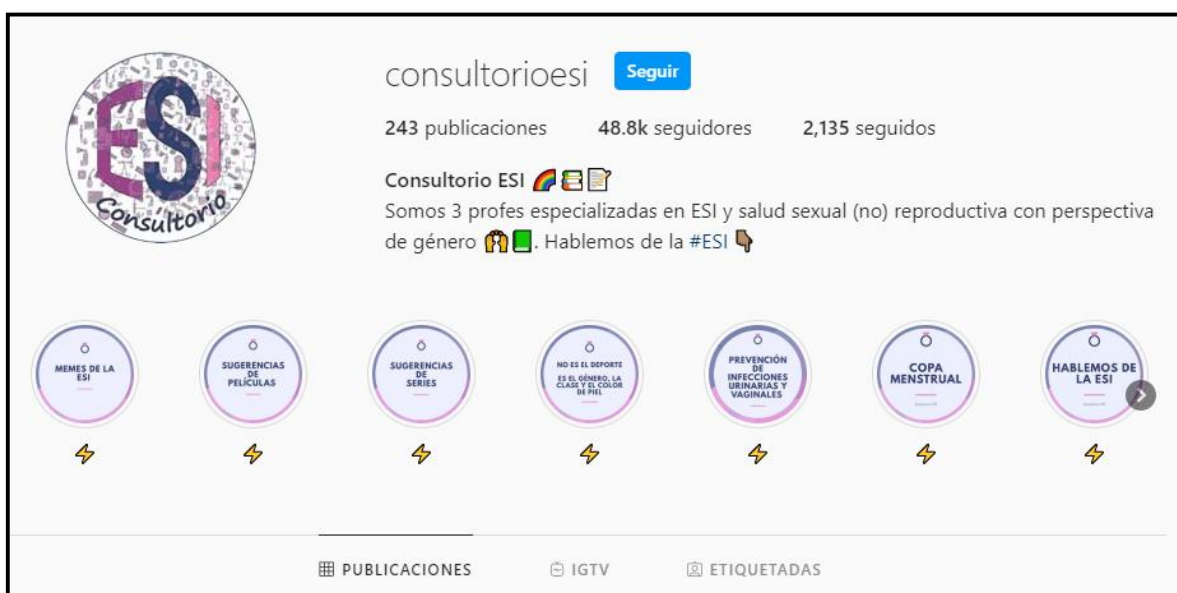 ESI
Consultorio
consultorioesi Seguir
243 publicaciones 48.8k seguidores 2,135 seguidos
Consultorio ESI 🌈📚📝
Somos 3 profes especializadas en ESI y salud sexual (no) reproductiva con perspectiva
de género 🙌🏽📗. Hablemos de la #ESI 👇🏽
MEMES DE LA
ESI
SUGERENCIAS
DE
PELÍCULAS
SUGERENCIAS
DE
SERIES
NO ES EL DEPORTE
ES EL GÉNERO, LA
CLASE Y EL COLOR
DE PIEL
PREVENCIÓN
DE
INFECCIONES
URINARIAS Y
VAGINALES
COPA
MENSTRUAL
HABLEMOS DE
LA ESI
⚡ ⚡ ⚡ ⚡ ⚡ ⚡ ⚡
PUBLICACIONES IGTV ETIQUETADAS